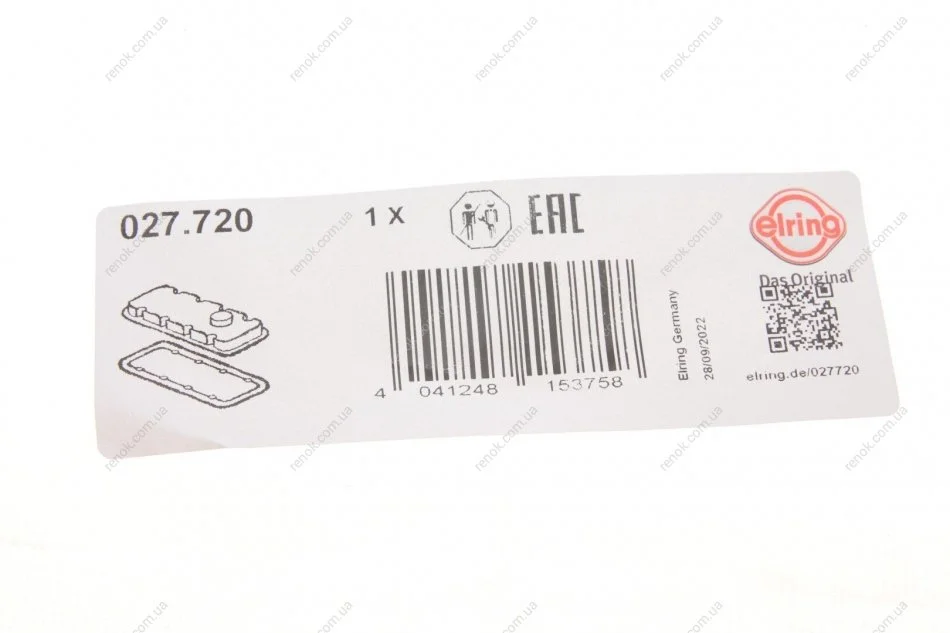 027.720
1 X
EAC
elring
Das Original
4 041248 153758
Elring Germany
28/09/2022
elring.de/027720
renok.com.ua